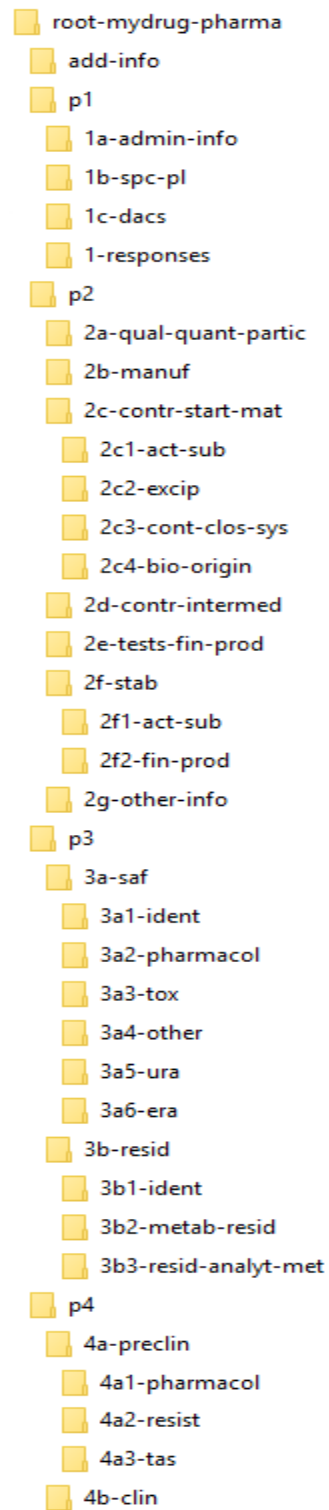 root-mydrug-pharma
add-info
p1
1a-admin-info
1b-spc-pl
1c-dacs
1-responses
p2
2a-qual-quant-partic
2b-manuf
2c-contr-start-mat
2c1-act-sub
2c2-excip
2c3-cont-clos-sys
2c4-bio-origin
2d-contr-intermed
2e-tests-fin-prod
2f-stab
2f1-act-sub
2f2-fin-prod
2g-other-info
p3
3a-saf
3a1-ident
3a2-pharmacol
3a3-tox
3a4-other
3a5-ura
3a6-era
3b-resid
3b1-ident
3b2-metab-resid
3b3-resid-analyt-met
p4
4a-preclin
4a1-pharmacol
4a2-resist
4a3-tas
4b-clin